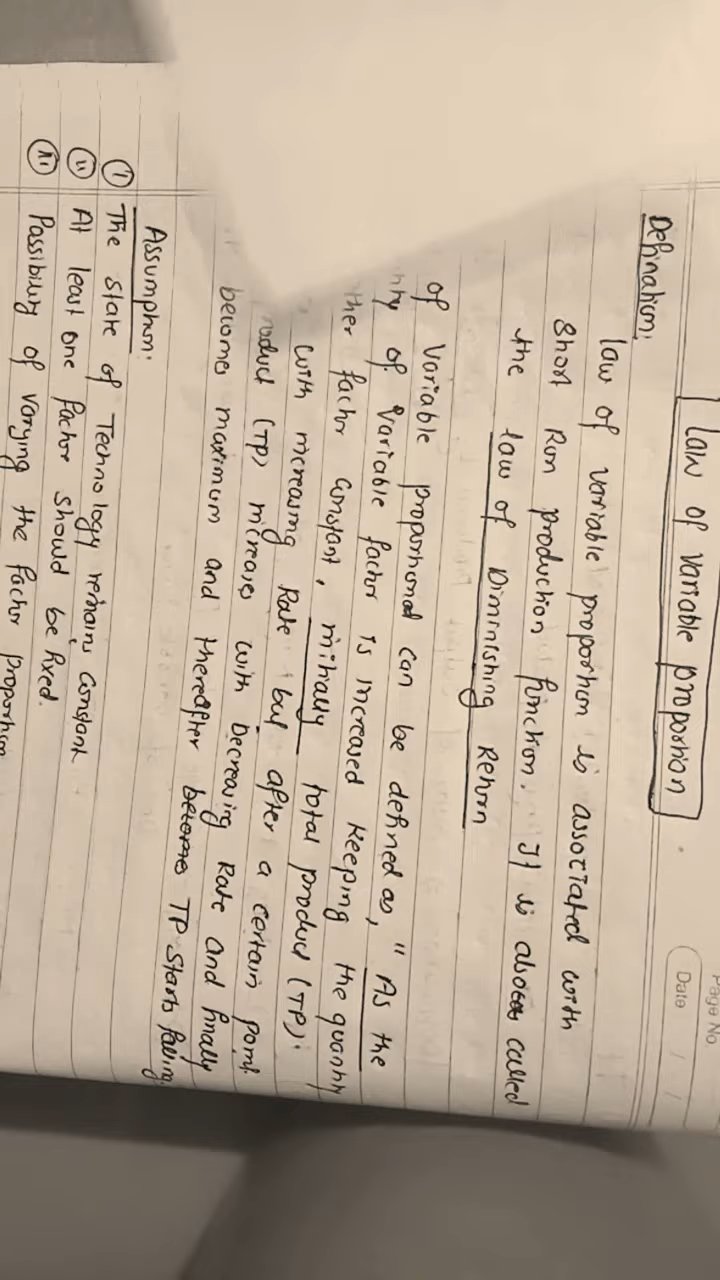 Page No.
Date / /
Law of variable proportion
Defination:
law of variable proportion is associated with
Short Run production function. It is also called
the law of Diminishing Return
of variable proportional can be defined as, " As the
of variable factor is increased keeping the quantity
factor constant, initially total product (TP)
with increasing Rate but after a certain point
(TP) increases with Decreasing Rate and finally
becomes maximum and thereafter becomes TP starts falling.
Assumption:
(i) The state of Technology remains constant
(ii) At least one factor should be fixed.
(iii) Passibility of varying the factor proportion